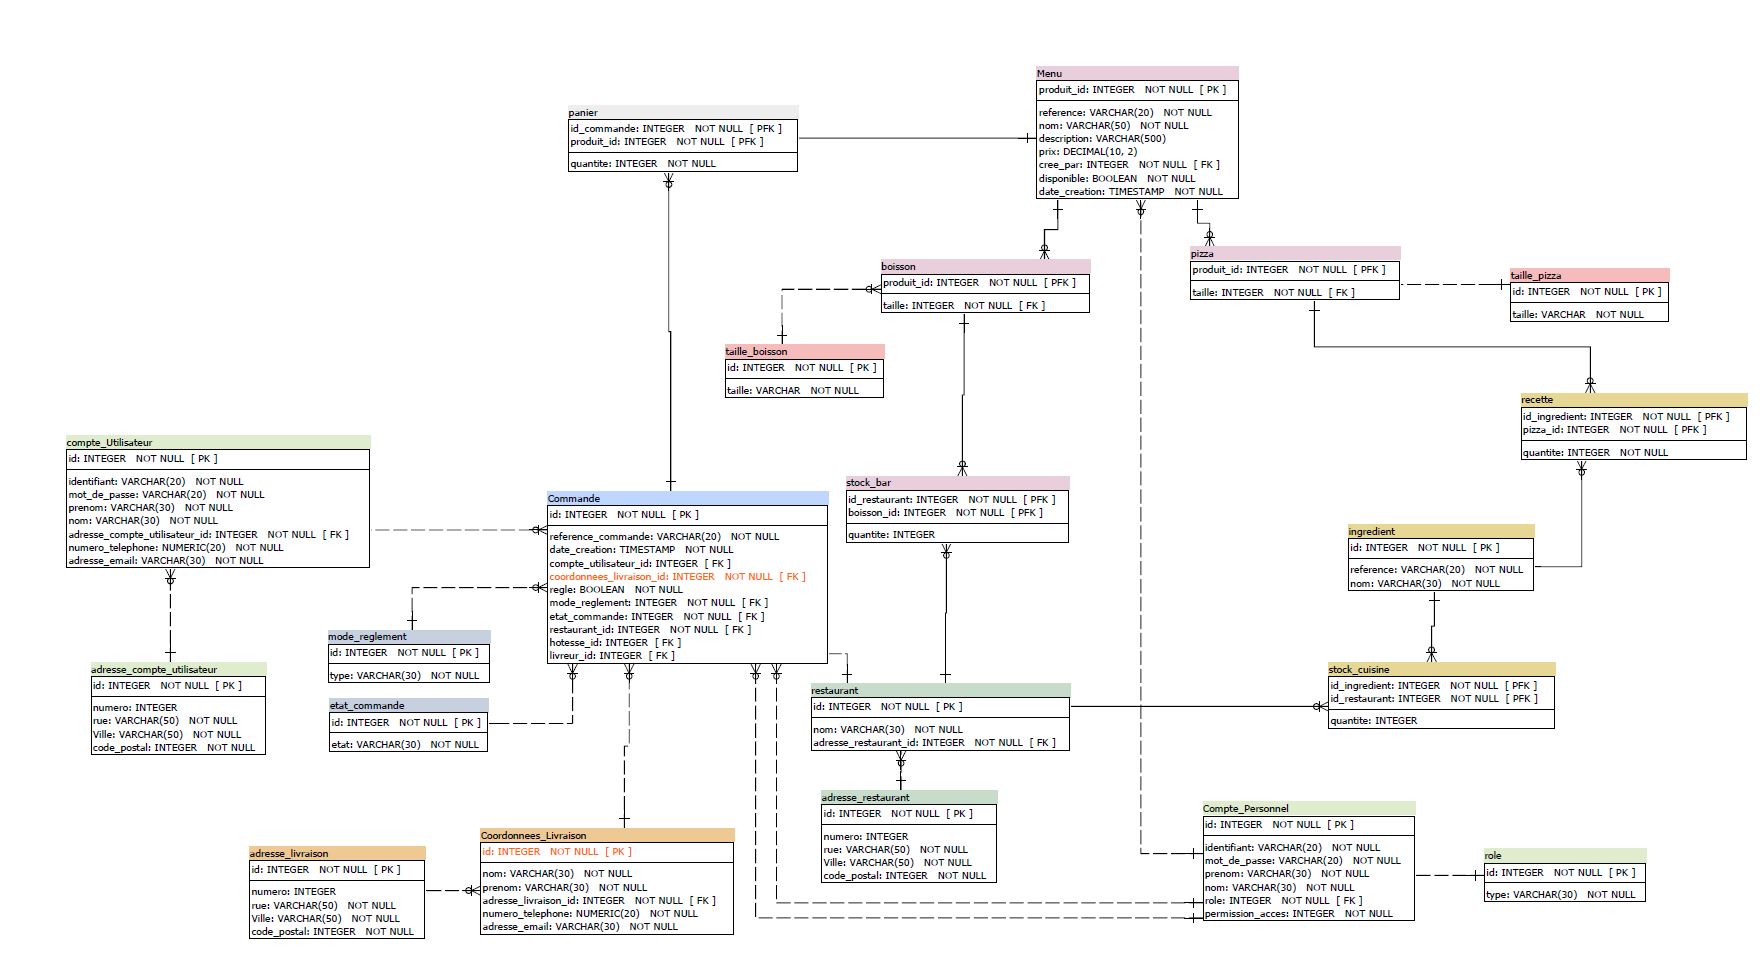 Menu
produit_id: INTEGER NOT NULL [ PK ]
reference: VARCHAR(20) NOT NULL
nom: VARCHAR(50) NOT NULL
description: VARCHAR(500)
prix: DECIMAL(10, 2)
cree_par: INTEGER NOT NULL [ FK ]
disponible: BOOLEAN NOT NULL
date_creation: TIMESTAMP NOT NULL
panier
id_commande: INTEGER NOT NULL [ PFK ]
produit_id: INTEGER NOT NULL [ PFK ]
quantite: INTEGER NOT NULL
boisson
produit_id: INTEGER NOT NULL [ PFK ]
taille: INTEGER NOT NULL [ FK ]
pizza
produit_id: INTEGER NOT NULL [ PFK ]
taille: INTEGER NOT NULL [ FK ]
taille_pizza
id: INTEGER NOT NULL [ PK ]
taille: VARCHAR NOT NULL
taille_boisson
id: INTEGER NOT NULL [ PK ]
taille: VARCHAR NOT NULL
recette
id_ingredient: INTEGER NOT NULL [ PFK ]
pizza_id: INTEGER NOT NULL [ PFK ]
quantite: INTEGER NOT NULL
compte_Utilisateur
id: INTEGER NOT NULL [ PK ]
identifiant: VARCHAR(20) NOT NULL
mot_de_passe: VARCHAR(20) NOT NULL
prenom: VARCHAR(30) NOT NULL
nom: VARCHAR(30) NOT NULL
adresse_compte_utilisateur_id: INTEGER NOT NULL [ FK ]
numero_telephone: NUMERIC(20) NOT NULL
adresse_email: VARCHAR(30) NOT NULL
Commande
id: INTEGER NOT NULL [ PK ]
reference_commande: VARCHAR(20) NOT NULL
date_creation: TIMESTAMP NOT NULL
compte_utilisateur_id: INTEGER [ FK ]
coordonnees_livraison_id: INTEGER NOT NULL [ FK ]
regle: BOOLEAN NOT NULL
mode_reglement: INTEGER NOT NULL [ FK ]
etat_commande: INTEGER NOT NULL [ FK ]
restaurant_id: INTEGER NOT NULL [ FK ]
hotesse_id: INTEGER [ FK ]
livreur_id: INTEGER [ FK ]
stock_bar
id_restaurant: INTEGER NOT NULL [ PFK ]
boisson_id: INTEGER NOT NULL [ PFK ]
quantite: INTEGER
ingredient
id: INTEGER NOT NULL [ PK ]
reference: VARCHAR(20) NOT NULL
nom: VARCHAR(30) NOT NULL
mode_reglement
id: INTEGER NOT NULL [ PK ]
type: VARCHAR(30) NOT NULL
adresse_compte_utilisateur
id: INTEGER NOT NULL [ PK ]
numero: INTEGER
rue: VARCHAR(50) NOT NULL
Ville: VARCHAR(50) NOT NULL
code_postal: INTEGER NOT NULL
etat_commande
id: INTEGER NOT NULL [ PK ]
etat: VARCHAR(30) NOT NULL
restaurant
id: INTEGER NOT NULL [ PK ]
nom: VARCHAR(30) NOT NULL
adresse_restaurant_id: INTEGER NOT NULL [ FK ]
stock_cuisine
id_ingredient: INTEGER NOT NULL [ PFK ]
id_restaurant: INTEGER NOT NULL [ PFK ]
quantite: INTEGER
adresse_restaurant
id: INTEGER NOT NULL [ PK ]
numero: INTEGER
rue: VARCHAR(50) NOT NULL
Ville: VARCHAR(50) NOT NULL
code_postal: INTEGER NOT NULL
Compte_Personnel
id: INTEGER NOT NULL [ PK ]
identifiant: VARCHAR(20) NOT NULL
mot_de_passe: VARCHAR(20) NOT NULL
prenom: VARCHAR(30) NOT NULL
nom: VARCHAR(30) NOT NULL
role: INTEGER NOT NULL [ FK ]
permission_acces: INTEGER NOT NULL
role
id: INTEGER NOT NULL [ PK ]
type: VARCHAR(30) NOT NULL
Coordonnees_Livraison
id: INTEGER NOT NULL [ PK ]
nom: VARCHAR(30) NOT NULL
prenom: VARCHAR(30) NOT NULL
adresse_livraison_id: INTEGER NOT NULL [ FK ]
numero_telephone: NUMERIC(20) NOT NULL
adresse_email: VARCHAR(30) NOT NULL
adresse_livraison
id: INTEGER NOT NULL [ PK ]
numero: INTEGER
rue: VARCHAR(50) NOT NULL
Ville: VARCHAR(50) NOT NULL
code_postal: INTEGER NOT NULL